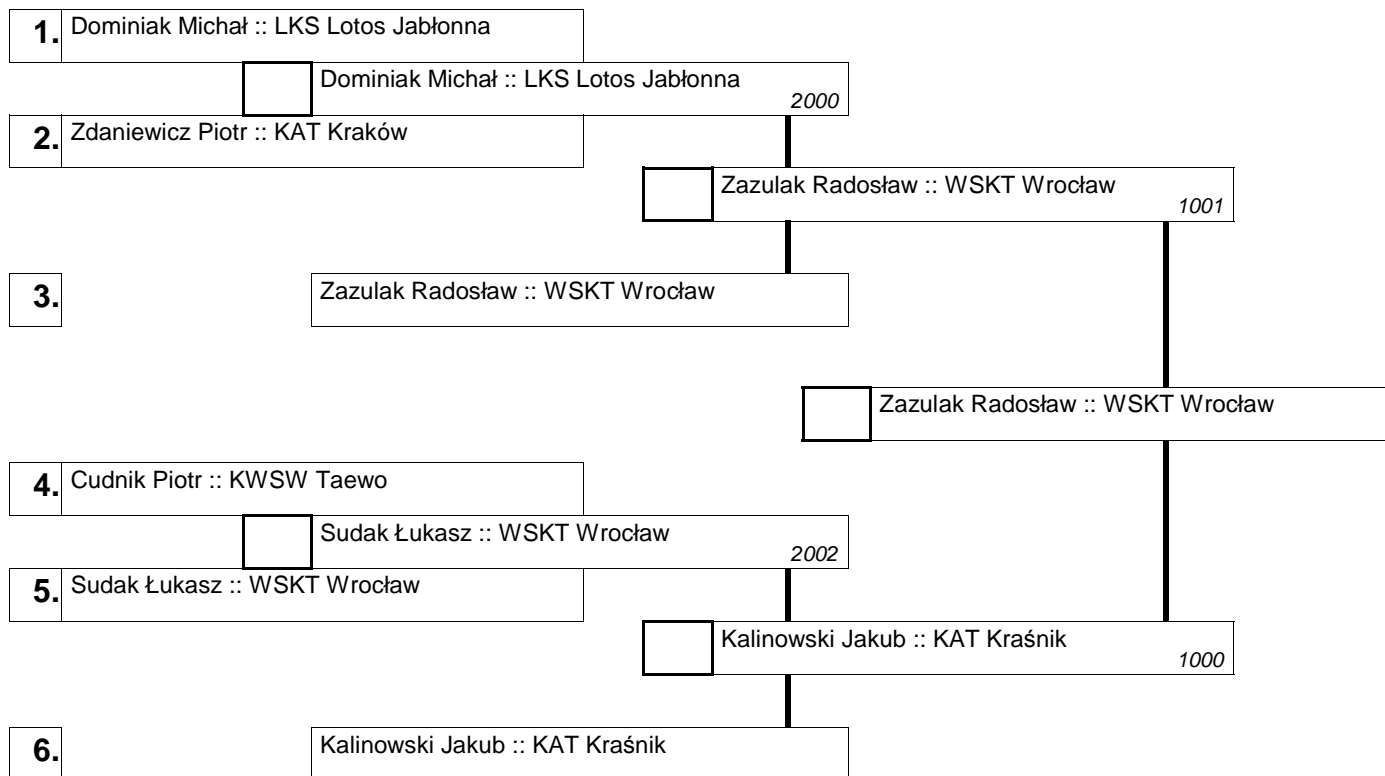 1. Dominiak Michał :: LKS Lotos Jabłonna
Dominiak Michał :: LKS Lotos Jabłonna
2000
2. Zdaniewicz Piotr :: KAT Kraków
Zazulak Radosław :: WSKT Wrocław
1001
3. Zazulak Radosław :: WSKT Wrocław
Zazulak Radosław :: WSKT Wrocław
4. Cudnik Piotr :: KWSW Taewo
Sudak Łukasz :: WSKT Wrocław
2002
5. Sudak Łukasz :: WSKT Wrocław
Kalinowski Jakub :: KAT Kraśnik
1000
6. Kalinowski Jakub :: KAT Kraśnik